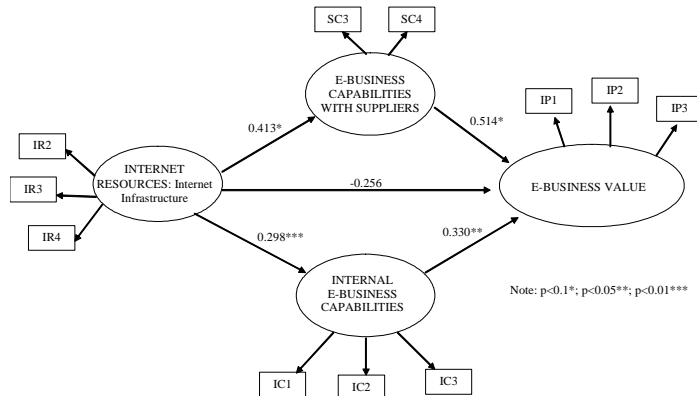 SC3
SC4
E-BUSINESS
CAPABILITIES
WITH SUPPLIERS
IP1
IP2
IP3
0.413*
0.514*
IR2
IR3
IR4
INTERNET
RESOURCES: Internet
Infrastructure
-0.256
E-BUSINESS VALUE
0.298***
0.330**
INTERNAL
E-BUSINESS
CAPABILITIES
Note: p<0.1*; p<0.05**; p<0.01***
IC1
IC2
IC3